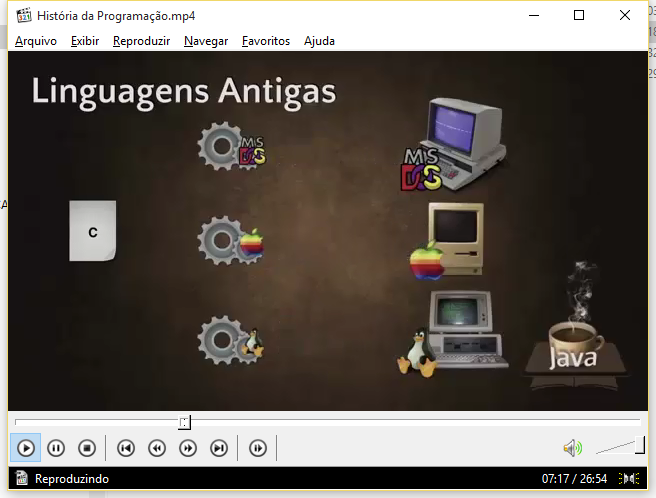 História da Programação.mp4
Arquivo Exibir Reproduzir Navegar Favoritos Ajuda
Linguagens Antigas
MS
DOS
MS
DOS
C
Java
Reproduzindo
07:17 / 26:54